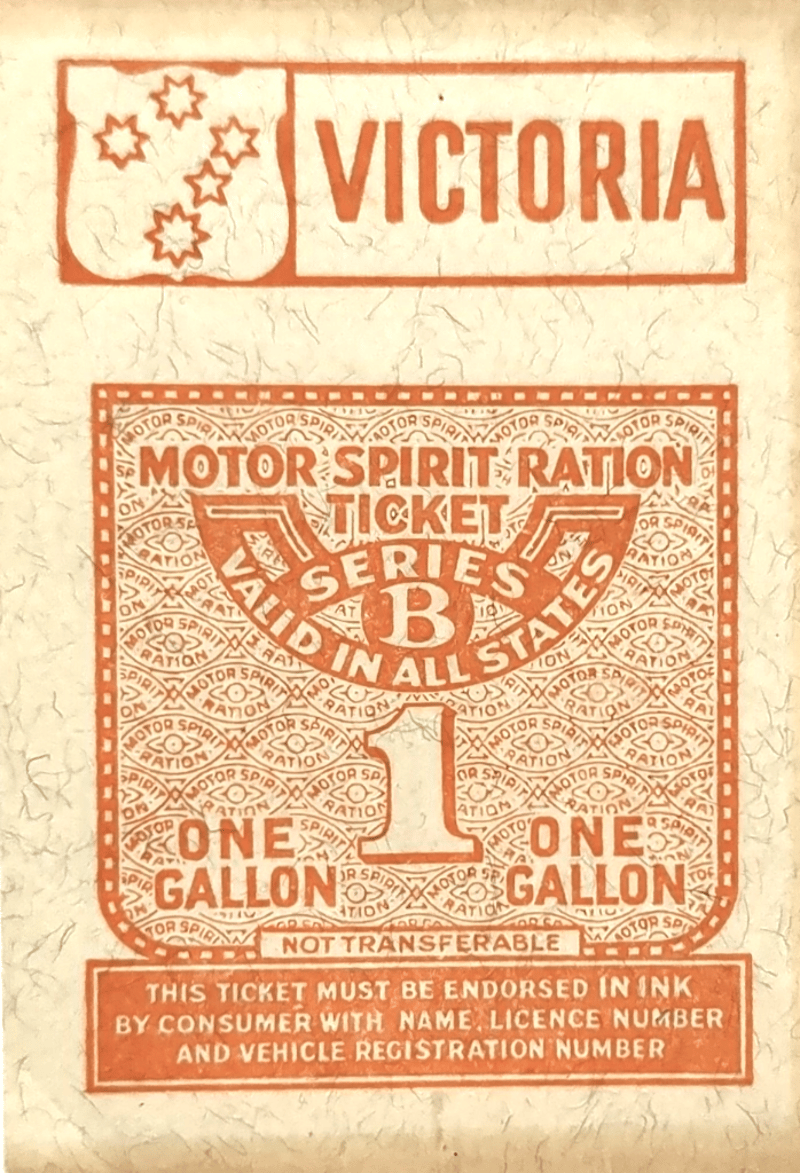 VICTORIA
MOTOR SPIRIT RATION
TICKET
SERIES
B
VALID IN ALL STATES
1
ONE
GALLON
ONE
GALLON
NOT TRANSFERABLE
THIS TICKET MUST BE ENDORSED IN INK
BY CONSUMER WITH NAME, LICENCE NUMBER
AND VEHICLE REGISTRATION NUMBER